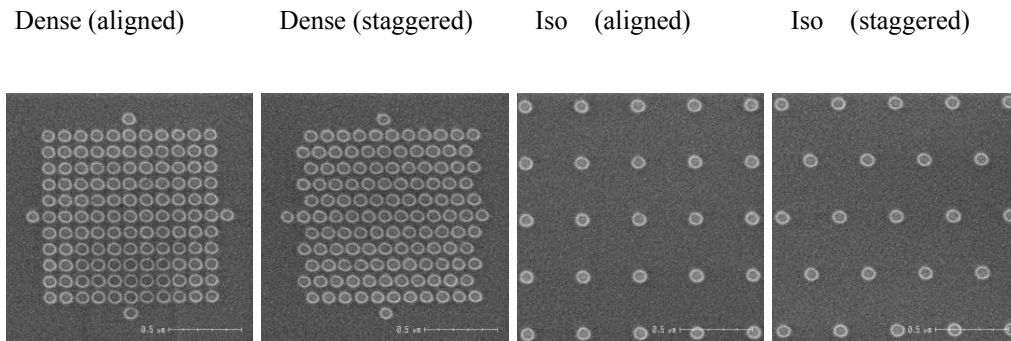 Dense (aligned) Dense (staggered) Iso (aligned) Iso (staggered)
0.5 μm 0.5 μm 0.5 μm 0.5 μm